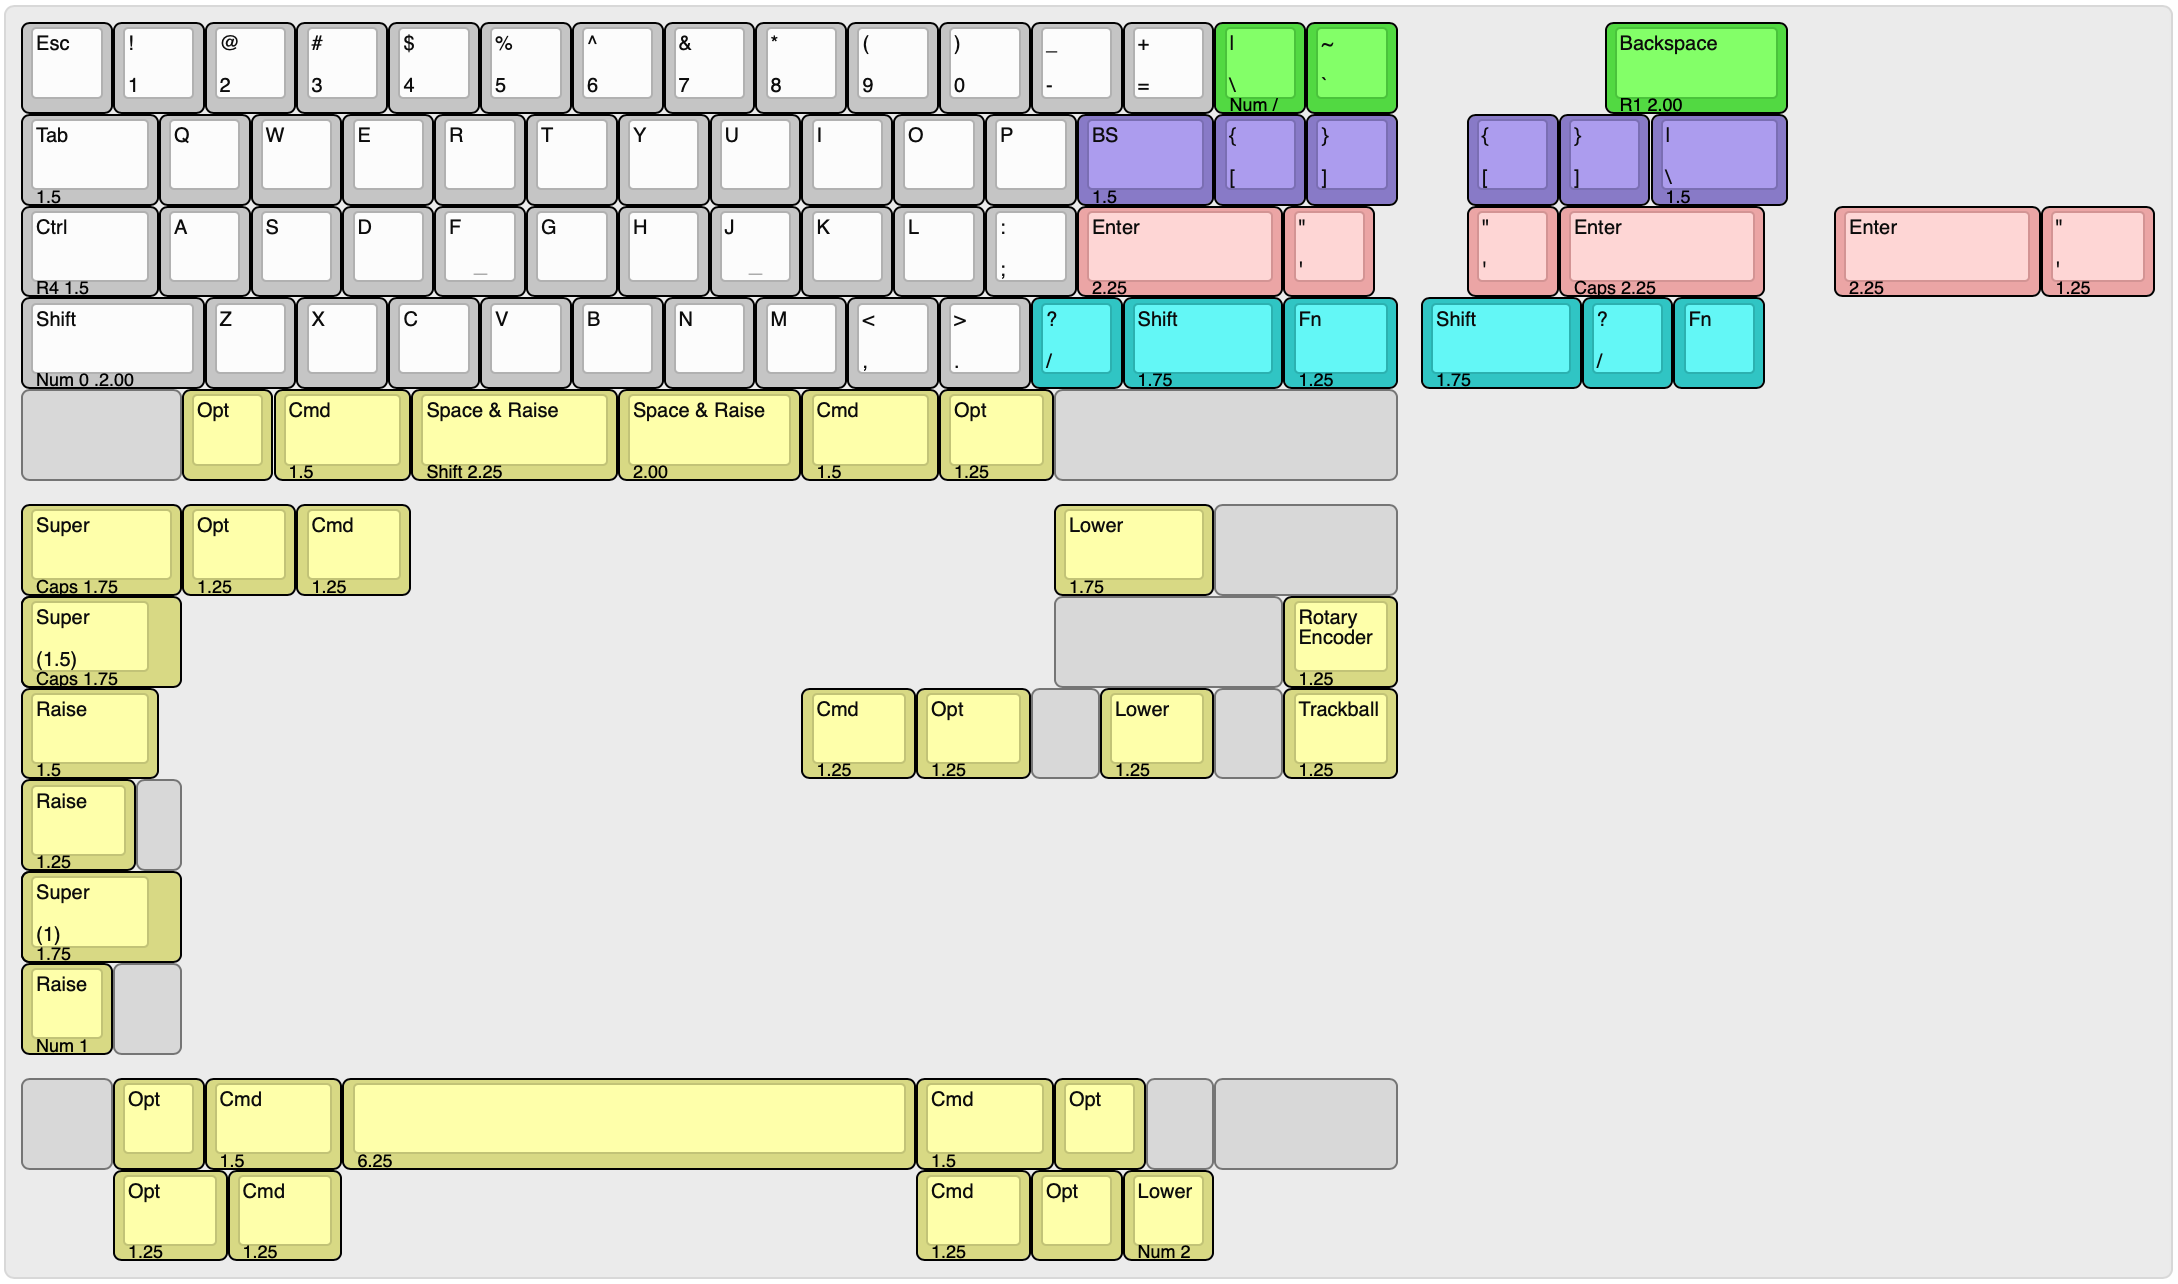 Esc ! @ # $ % ^ & * ( ) _ + | ~ Backspace
1 2 3 4 5 6 7 8 9 0 - = \ `
Num / R1 2.00
Tab Q W E R T Y U I O P BS { } { } |
[ ] [ ] \
1.5 1.5 1.5
Ctrl A S D F G H J K L : Enter " " Enter Enter "
_ _ ; ' ' '
R4 1.5 2.25 Caps 2.25 2.25 1.25
Shift Z X C V B N M < > ? Shift Fn Shift ? Fn
, . / /
Num 0 .2.00 1.75 1.25 1.75
Opt Cmd Space & Raise Space & Raise Cmd Opt
1.5 Shift 2.25 2.00 1.5 1.25
Super Opt Cmd Lower
Caps 1.75 1.25 1.25 1.75
Super Rotary
Encoder
(1.5)
Caps 1.75 1.25
Raise Cmd Opt Lower Trackball
1.5 1.25 1.25 1.25 1.25
Raise
1.25
Super
(1)
1.75
Raise
Num 1
Opt Cmd Cmd Opt
1.5 6.25 1.5
Opt Cmd Cmd Opt Lower
1.25 1.25 1.25 Num 2